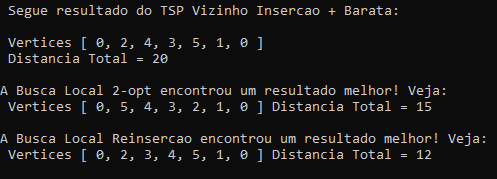 Segue resultado do TSP Vizinho Insercao + Barata:
Vertices [ 0, 2, 4, 3, 5, 1, 0 ]
Distancia Total = 20
A Busca Local 2-opt encontrou um resultado melhor! Veja:
Vertices [ 0, 5, 4, 3, 2, 1, 0 ] Distancia Total = 15
A Busca Local Reinsercao encontrou um resultado melhor! Veja:
Vertices [ 0, 2, 3, 4, 5, 1, 0 ] Distancia Total = 12